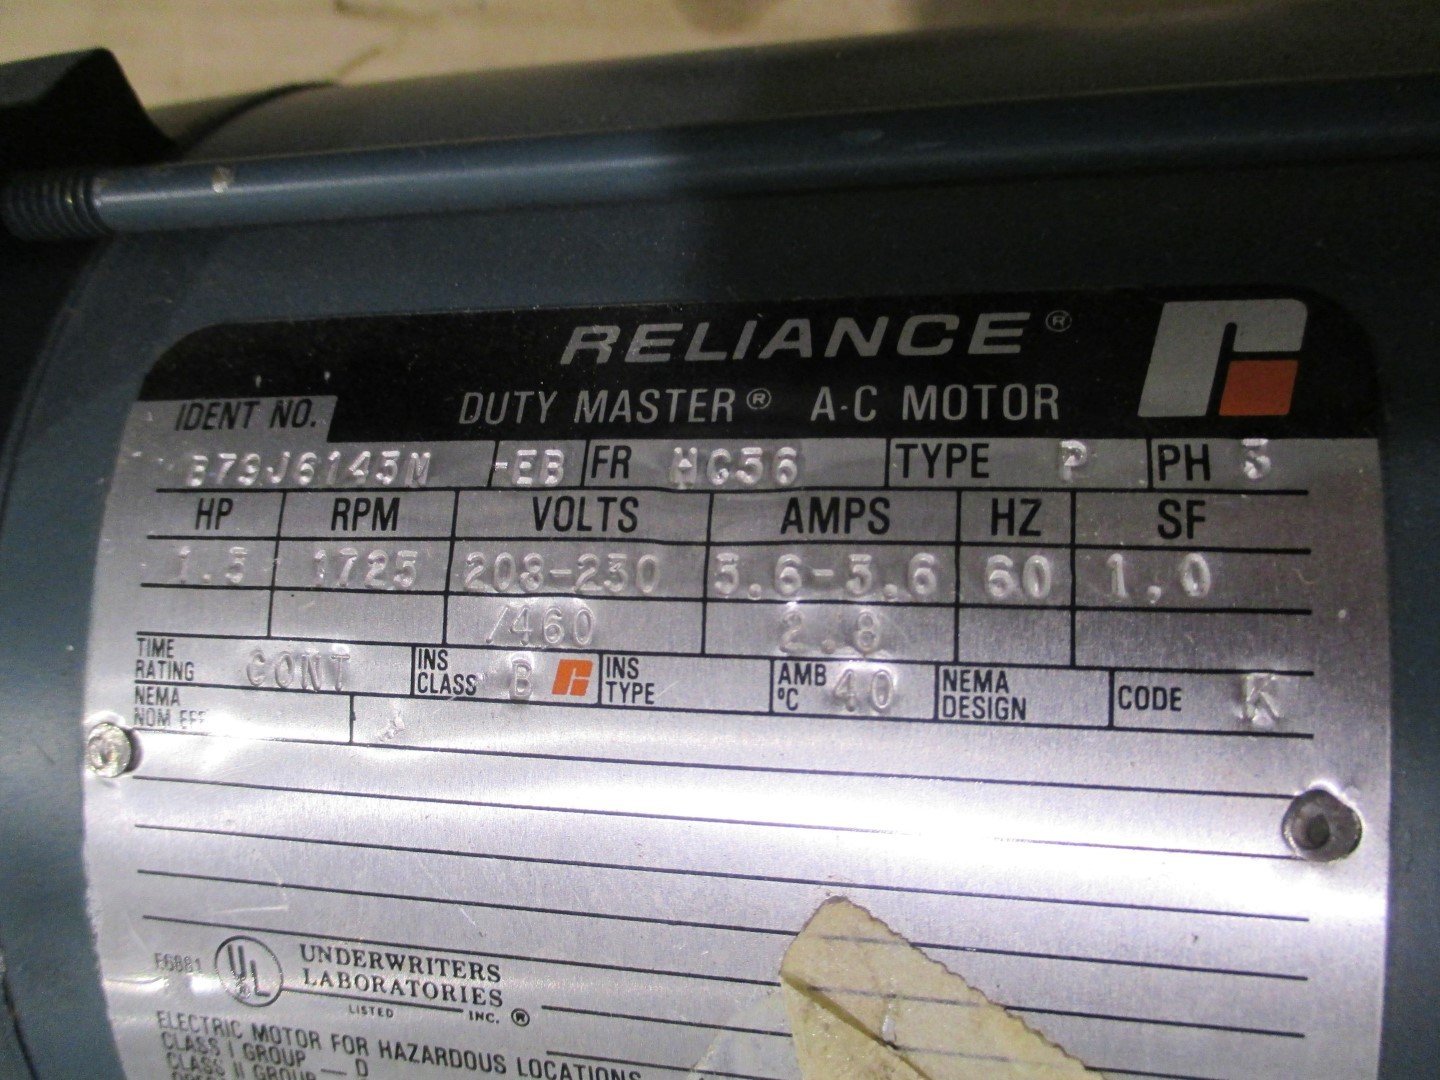 RELIANCE®
DUTY MASTER® A-C MOTOR
IDENT NO.
B79J6143M -EB FR HC56 TYPE P PH 3
HP RPM VOLTS AMPS HZ SF
1.5 1725 208-230 5.6-5.6 60 1.0
/460 2.8
TIME RATING CONT INS CLASS B INS TYPE AMB °C 40 NEMA DESIGN CODE K
NEMA NOM EFF
E6881 UL UNDERWRITERS
LABORATORIES
LISTED INC.®
ELECTRIC MOTOR FOR HAZARDOUS LOCATIONS
CLASS I GROUP D
CLASS II GROUP